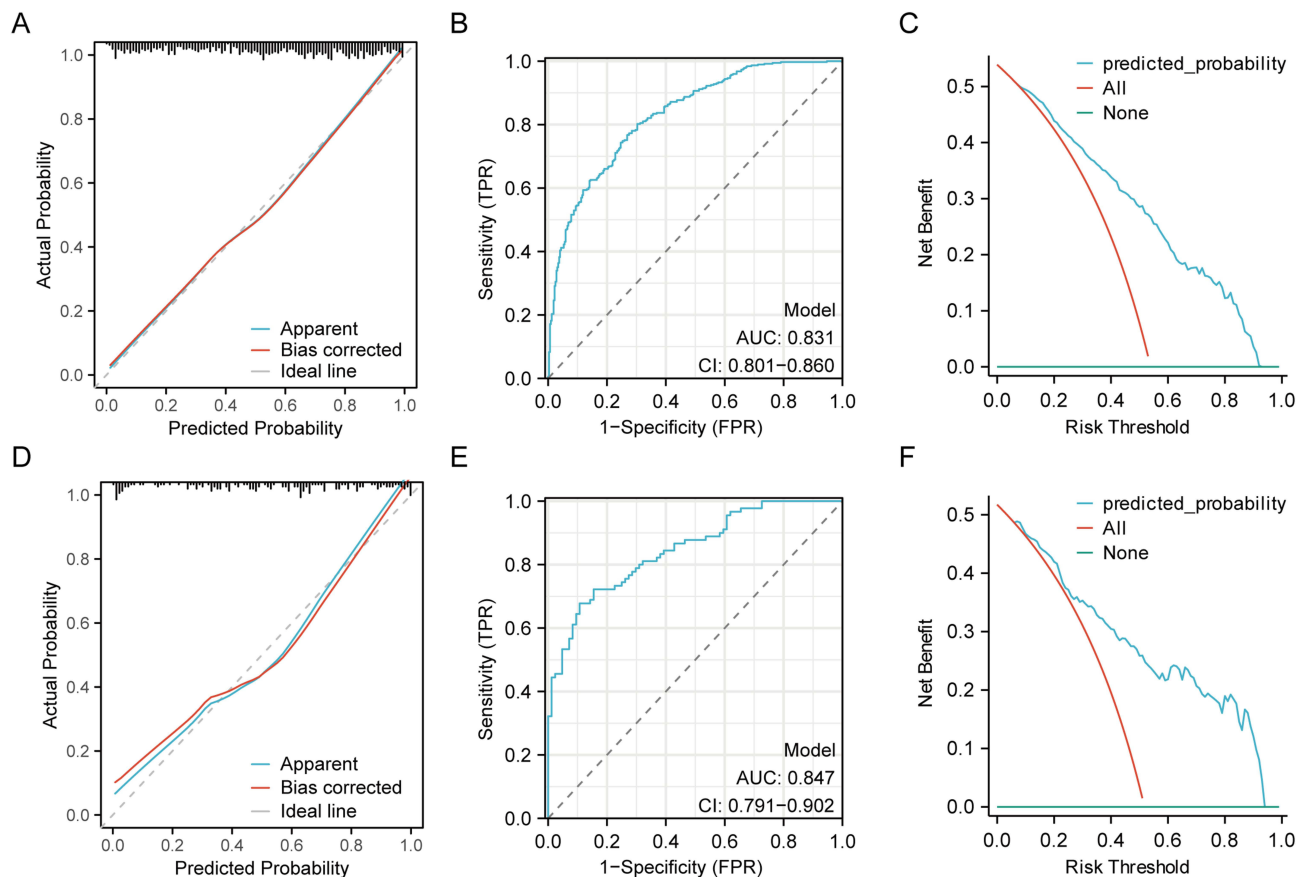 A
1.0
0.8
0.6
0.4
0.2
0.0
Actual Probability
Apparent
Bias corrected
Ideal line
0.0 0.2 0.4 0.6 0.8 1.0
Predicted Probability
B
1.0
0.8
0.6
0.4
0.2
0.0
Sensitivity (TPR)
Model
AUC: 0.831
CI: 0.801−0.860
0.0 0.2 0.4 0.6 0.8 1.0
1−Specificity (FPR)
C
predicted_probability
All
None
0.5
0.4
0.3
0.2
0.1
0.0
Net Benefit
0.0 0.2 0.4 0.6 0.8 1.0
Risk Threshold
D
1.0
0.8
0.6
0.4
0.2
0.0
Actual Probability
Apparent
Bias corrected
Ideal line
0.0 0.2 0.4 0.6 0.8 1.0
Predicted Probability
E
1.0
0.8
0.6
0.4
0.2
0.0
Sensitivity (TPR)
Model
AUC: 0.847
CI: 0.791−0.902
0.0 0.2 0.4 0.6 0.8 1.0
1−Specificity (FPR)
F
predicted_probability
All
None
0.5
0.4
0.3
0.2
0.1
0.0
Net Benefit
0.0 0.2 0.4 0.6 0.8 1.0
Risk Threshold